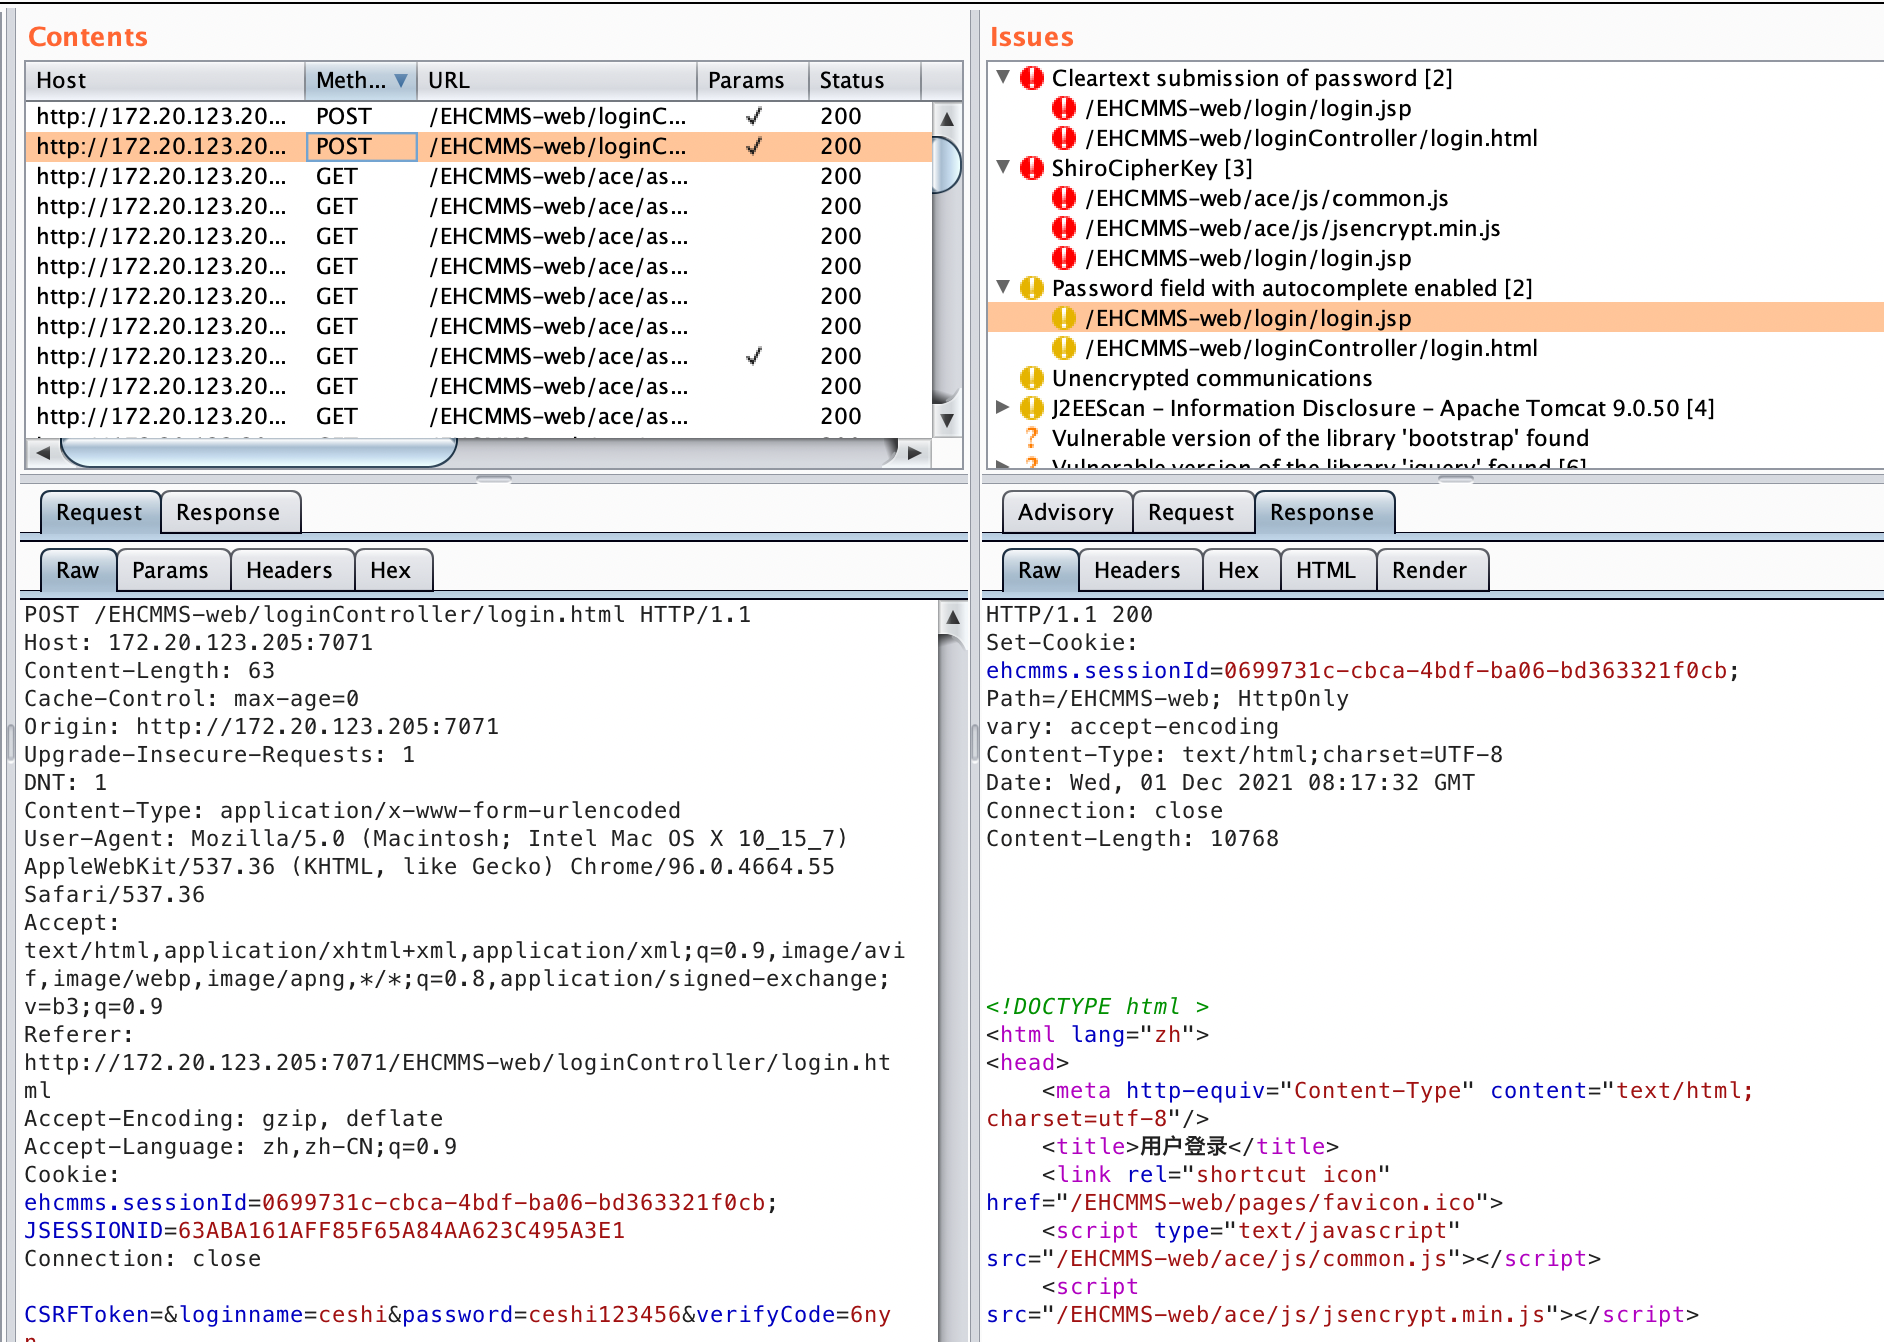 Contents
Host Meth... URL Params Status
http://172.20.123.20... POST /EHCMMS-web/loginC... ✓ 200
http://172.20.123.20... POST /EHCMMS-web/loginC... ✓ 200
http://172.20.123.20... GET /EHCMMS-web/ace/as... 200
http://172.20.123.20... GET /EHCMMS-web/ace/as... 200
http://172.20.123.20... GET /EHCMMS-web/ace/as... 200
http://172.20.123.20... GET /EHCMMS-web/ace/as... 200
http://172.20.123.20... GET /EHCMMS-web/ace/as... 200
http://172.20.123.20... GET /EHCMMS-web/ace/as... 200
http://172.20.123.20... GET /EHCMMS-web/ace/as... ✓ 200
http://172.20.123.20... GET /EHCMMS-web/ace/as... 200
http://172.20.123.20... GET /EHCMMS-web/ace/as... 200
Request Response
Raw Params Headers Hex
POST /EHCMMS-web/loginController/login.html HTTP/1.1
Host: 172.20.123.205:7071
Content-Length: 63
Cache-Control: max-age=0
Origin: http://172.20.123.205:7071
Upgrade-Insecure-Requests: 1
DNT: 1
Content-Type: application/x-www-form-urlencoded
User-Agent: Mozilla/5.0 (Macintosh; Intel Mac OS X 10_15_7)
AppleWebKit/537.36 (KHTML, like Gecko) Chrome/96.0.4664.55
Safari/537.36
Accept:
text/html,application/xhtml+xml,application/xml;q=0.9,image/avi
f,image/webp,image/apng,*/*;q=0.8,application/signed-exchange;
v=b3;q=0.9
Referer:
http://172.20.123.205:7071/EHCMMS-web/loginController/login.ht
ml
Accept-Encoding: gzip, deflate
Accept-Language: zh,zh-CN;q=0.9
Cookie:
ehcmms.sessionId=0699731c-cbca-4bdf-ba06-bd363321f0cb;
JSESSIONID=63ABA161AFF85F65A84AA623C495A3E1
Connection: close
CSRFToken=&loginname=ceshi&password=ceshi123456&verifyCode=6ny
Issues
Cleartext submission of password [2]
/EHCMMS-web/login/login.jsp
/EHCMMS-web/loginController/login.html
ShiroCipherKey [3]
/EHCMMS-web/ace/js/common.js
/EHCMMS-web/ace/js/jsencrypt.min.js
/EHCMMS-web/login/login.jsp
Password field with autocomplete enabled [2]
/EHCMMS-web/login/login.jsp
/EHCMMS-web/loginController/login.html
Unencrypted communications
J2EEScan - Information Disclosure - Apache Tomcat 9.0.50 [4]
? Vulnerable version of the library 'bootstrap' found
? Vulnerable version of the library 'jquery' found [6]
Advisory Request Response
Raw Headers Hex HTML Render
HTTP/1.1 200
Set-Cookie:
ehcmms.sessionId=0699731c-cbca-4bdf-ba06-bd363321f0cb;
Path=/EHCMMS-web; HttpOnly
vary: accept-encoding
Content-Type: text/html;charset=UTF-8
Date: Wed, 01 Dec 2021 08:17:32 GMT
Connection: close
Content-Length: 10768
<!DOCTYPE html >
<html lang="zh">
<head>
<meta http-equiv="Content-Type" content="text/html;
charset=utf-8"/>
<title>用户登录</title>
<link rel="shortcut icon"
href="/EHCMMS-web/pages/favicon.ico">
<script type="text/javascript"
src="/EHCMMS-web/ace/js/common.js"></script>
<script
src="/EHCMMS-web/ace/js/jsencrypt.min.js"></script>